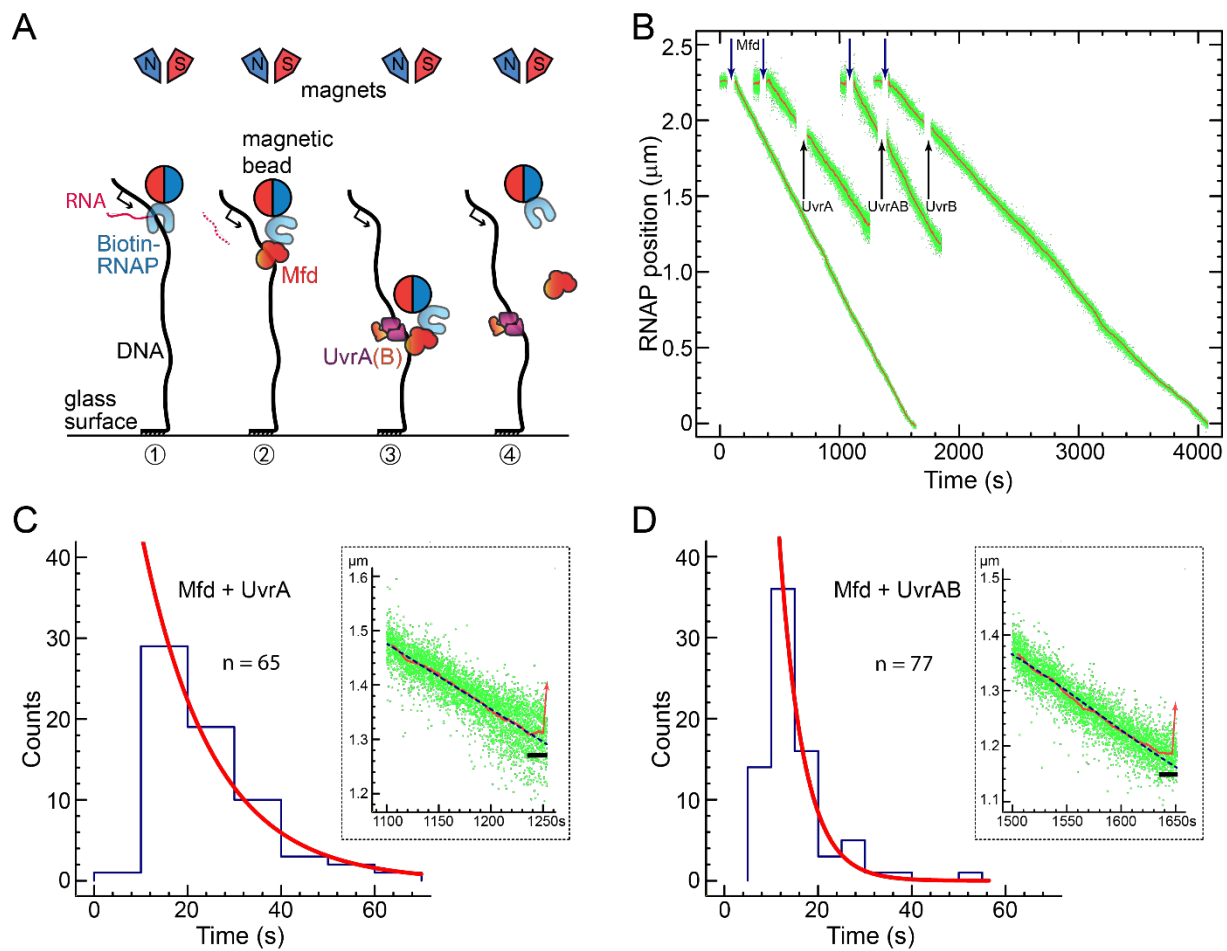 A
N S N S N S N S
magnets
magnetic
bead
RNA
Biotin-
RNAP
Mfd
DNA
UvrA(B)
glass
surface
① ② ③ ④
B
2.5
2.0
1.5
1.0
0.5
0
RNAP position (μm)
Mfd
UvrA UvrAB UvrB
0 1000 2000 3000 4000
Time (s)
C
40
30
20
10
0
Counts
Mfd + UvrA
n = 65
0 20 40 60
Time (s)
μm
1.6
1.5
1.4
1.3
1.2
1100 1150 1200 1250s
D
40
30
20
10
0
Counts
Mfd + UvrAB
n = 77
0 20 40 60
Time (s)
μm
1.5
1.4
1.3
1.2
1.1
1500 1550 1600 1650s